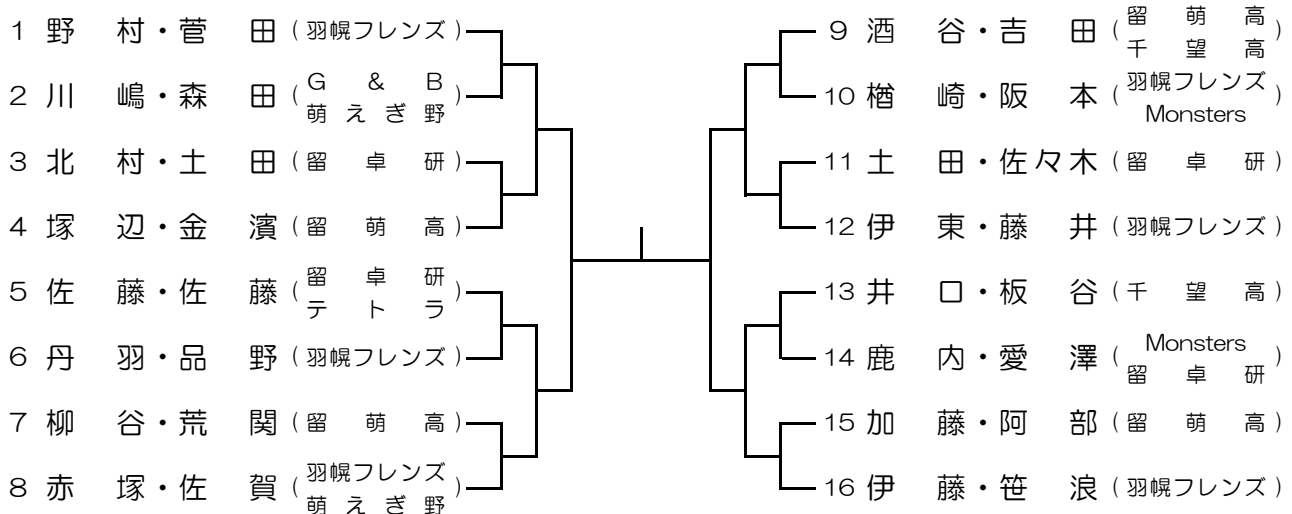 1 野 村・菅 田 (羽幌フレンズ)
2 川 嶋・森 田 (G & B
萌えぎ野)
3 北 村・土 田 (留 卓 研)
4 塚 辺・金 濱 (留 萌 高)
5 佐 藤・佐 藤 (留 卓 研
テ ト ラ)
6 丹 羽・品 野 (羽幌フレンズ)
7 柳 谷・荒 関 (留 萌 高)
8 赤 塚・佐 賀 (羽幌フレンズ
萌えぎ野)
9 酒 谷・吉 田 (留 萌 高
千 望 高)
10 楢 崎・阪 本 (羽幌フレンズ
Monsters)
11 土 田・佐々木 (留 卓 研)
12 伊 東・藤 井 (羽幌フレンズ)
13 井 口・板 谷 (千 望 高)
14 鹿 内・愛 澤 (Monsters
留 卓 研)
15 加 藤・阿 部 (留 萌 高)
16 伊 藤・笹 浪 (羽幌フレンズ)